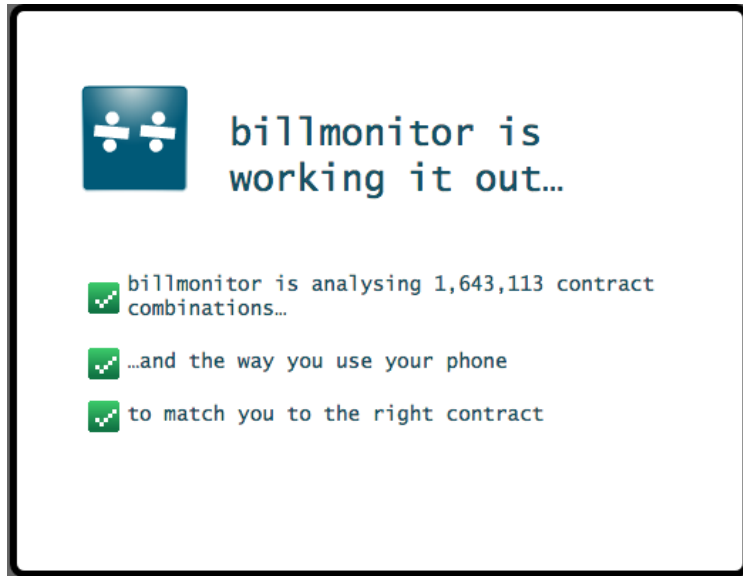 billmonitor is
working it out…
billmonitor is analysing 1,643,113 contract
combinations…
…and the way you use your phone
to match you to the right contract